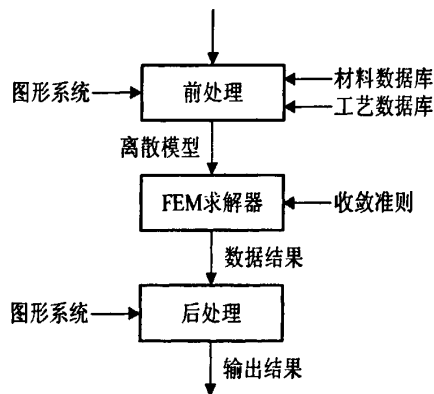 材料数据库
图形系统
前处理
工艺数据库
离散模型
FEM求解器
收敛准则
数据结果
图形系统
后处理
输出结果